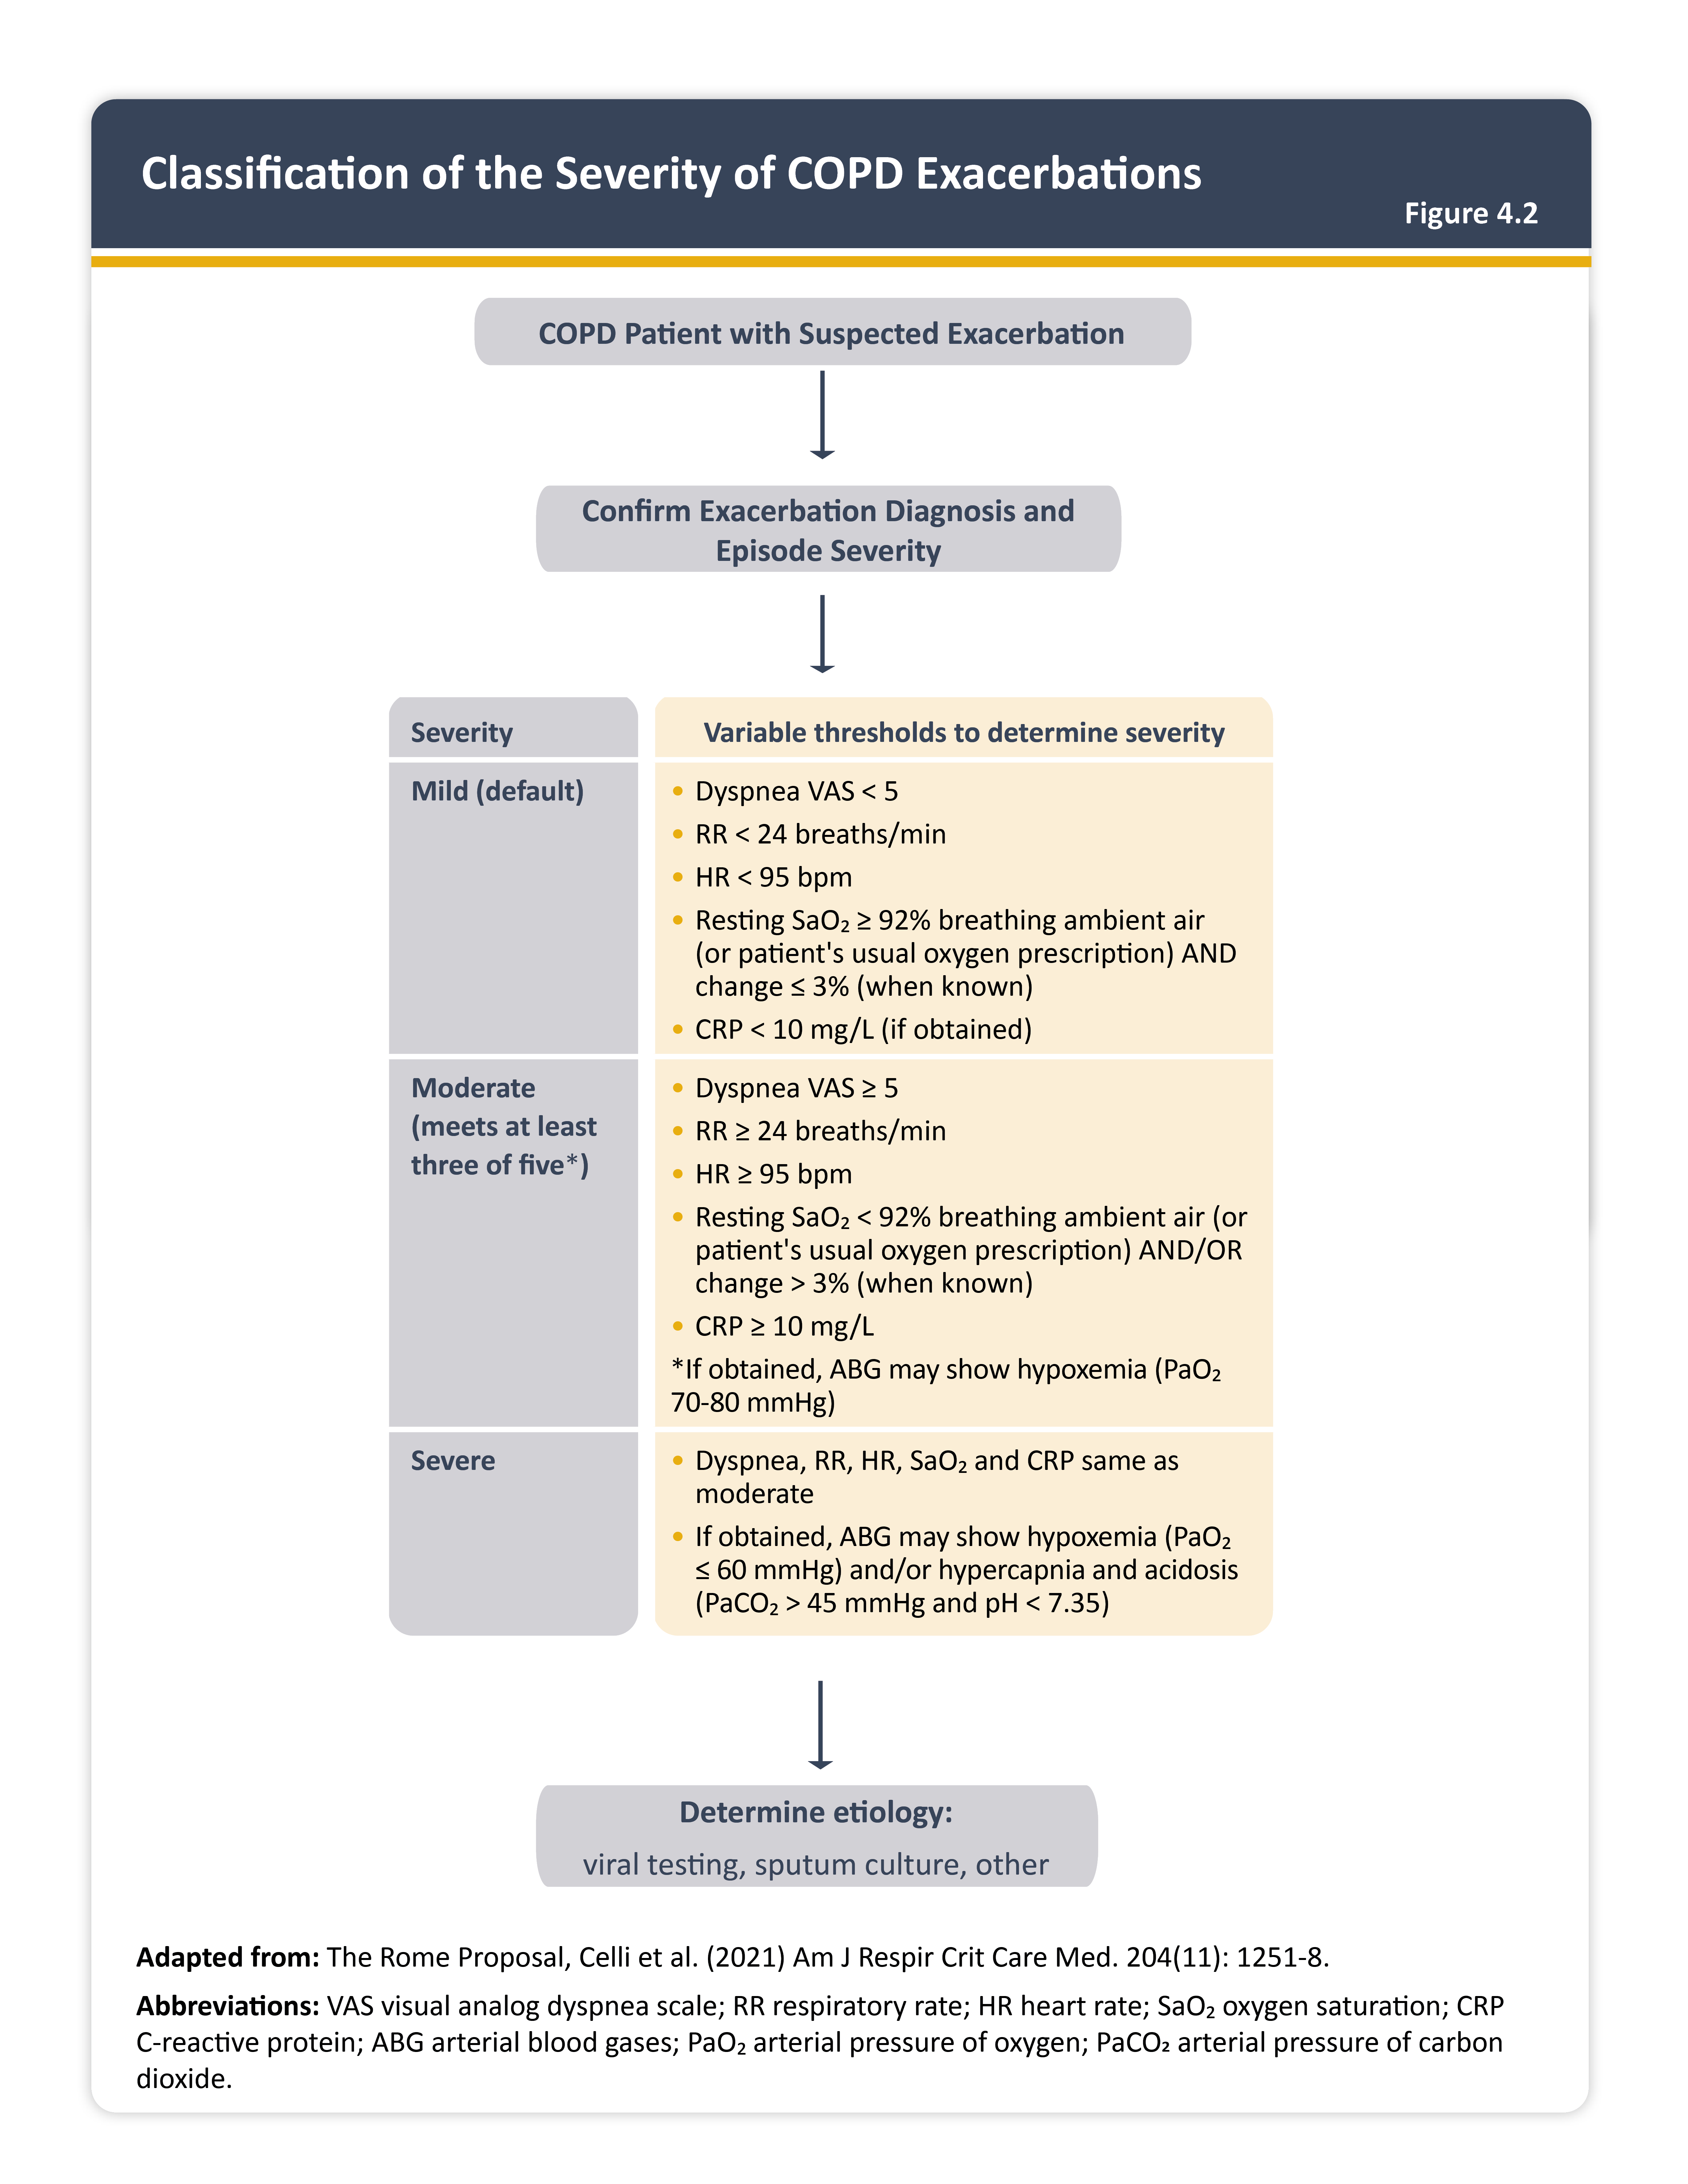 Classification of the Severity of COPD Exacerbations
Figure 4.2
COPD Patient with Suspected Exacerbation
Confirm Exacerbation Diagnosis and
Episode Severity
Severity
Variable thresholds to determine severity
Mild (default)
• Dyspnea VAS < 5
• RR < 24 breaths/min
• HR < 95 bpm
• Resting SaO₂ ≥ 92% breathing ambient air
(or patient's usual oxygen prescription) AND
change ≤ 3% (when known)
• CRP < 10 mg/L (if obtained)
Moderate
(meets at least
three of five*)
• Dyspnea VAS ≥ 5
• RR ≥ 24 breaths/min
• HR ≥ 95 bpm
• Resting SaO₂ < 92% breathing ambient air (or
patient's usual oxygen prescription) AND/OR
change > 3% (when known)
• CRP ≥ 10 mg/L
*If obtained, ABG may show hypoxemia (PaO₂
70-80 mmHg)
Severe
• Dyspnea, RR, HR, SaO₂ and CRP same as
moderate
• If obtained, ABG may show hypoxemia (PaO₂
≤ 60 mmHg) and/or hypercapnia and acidosis
(PaCO₂ > 45 mmHg and pH < 7.35)
Determine etiology:
viral testing, sputum culture, other
Adapted from: The Rome Proposal, Celli et al. (2021) Am J Respir Crit Care Med. 204(11): 1251-8.
Abbreviations: VAS visual analog dyspnea scale; RR respiratory rate; HR heart rate; SaO₂ oxygen saturation; CRP
C-reactive protein; ABG arterial blood gases; PaO₂ arterial pressure of oxygen; PaCO₂ arterial pressure of carbon
dioxide.